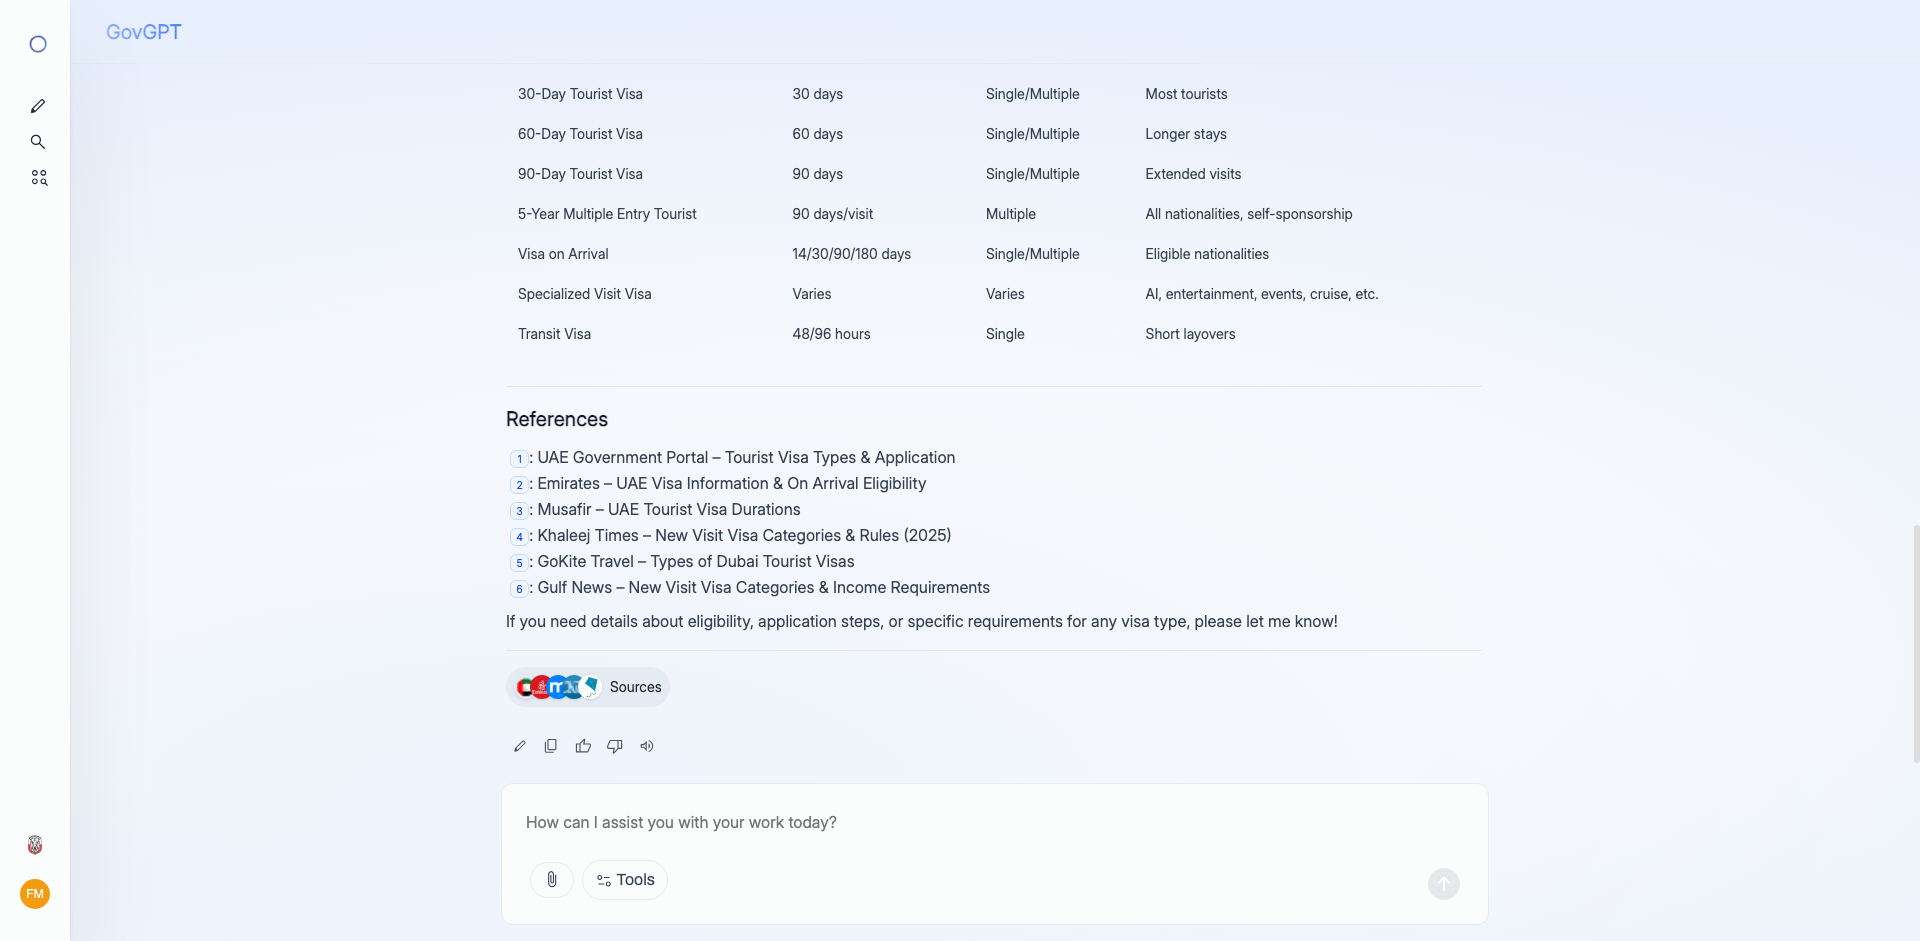 GovGPT
30-Day Tourist Visa 30 days Single/Multiple Most tourists
60-Day Tourist Visa 60 days Single/Multiple Longer stays
90-Day Tourist Visa 90 days Single/Multiple Extended visits
5-Year Multiple Entry Tourist 90 days/visit Multiple All nationalities, self-sponsorship
Visa on Arrival 14/30/90/180 days Single/Multiple Eligible nationalities
Specialized Visit Visa Varies Varies AI, entertainment, events, cruise, etc.
Transit Visa 48/96 hours Single Short layovers
References
1: UAE Government Portal – Tourist Visa Types & Application
2: Emirates – UAE Visa Information & On Arrival Eligibility
3: Musafir – UAE Tourist Visa Durations
4: Khaleej Times – New Visit Visa Categories & Rules (2025)
5: GoKite Travel – Types of Dubai Tourist Visas
6: Gulf News – New Visit Visa Categories & Income Requirements
If you need details about eligibility, application steps, or specific requirements for any visa type, please let me know!
Sources
How can I assist you with your work today?
Tools
FM